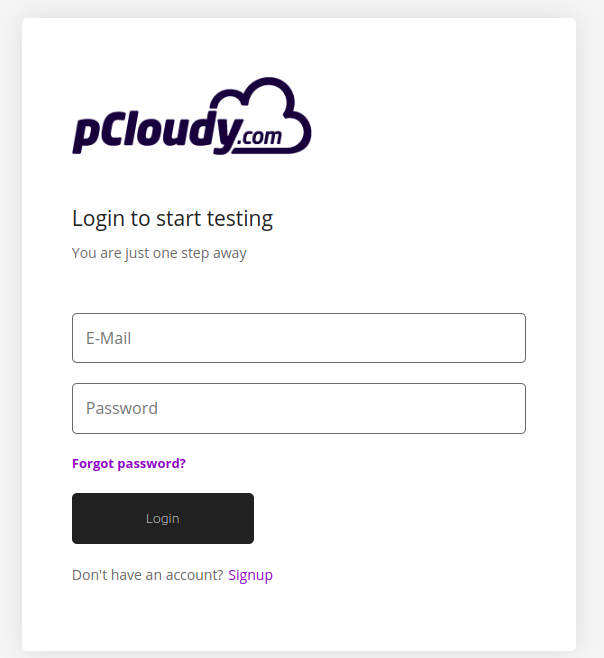 pCloudy.com
Login to start testing
You are just one step away
E-Mail
Password
Forgot password?
Login
Don't have an account? Signup